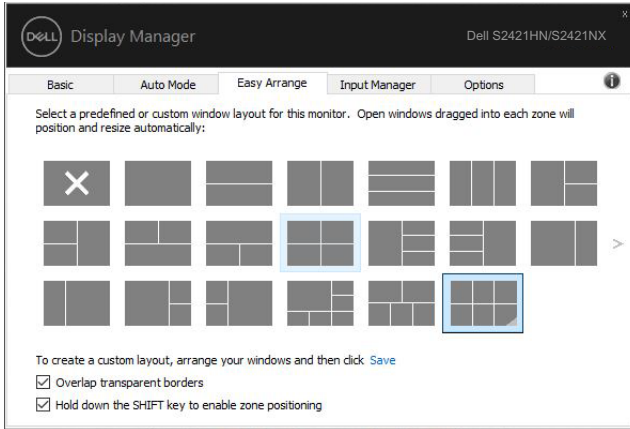 x
DELL Display Manager Dell S2421HN/S2421NX
Basic Auto Mode Easy Arrange Input Manager Options
Select a predefined or custom window layout for this monitor. Open windows dragged into each zone will
position and resize automatically:
To create a custom layout, arrange your windows and then click Save
Overlap transparent borders
Hold down the SHIFT key to enable zone positioning